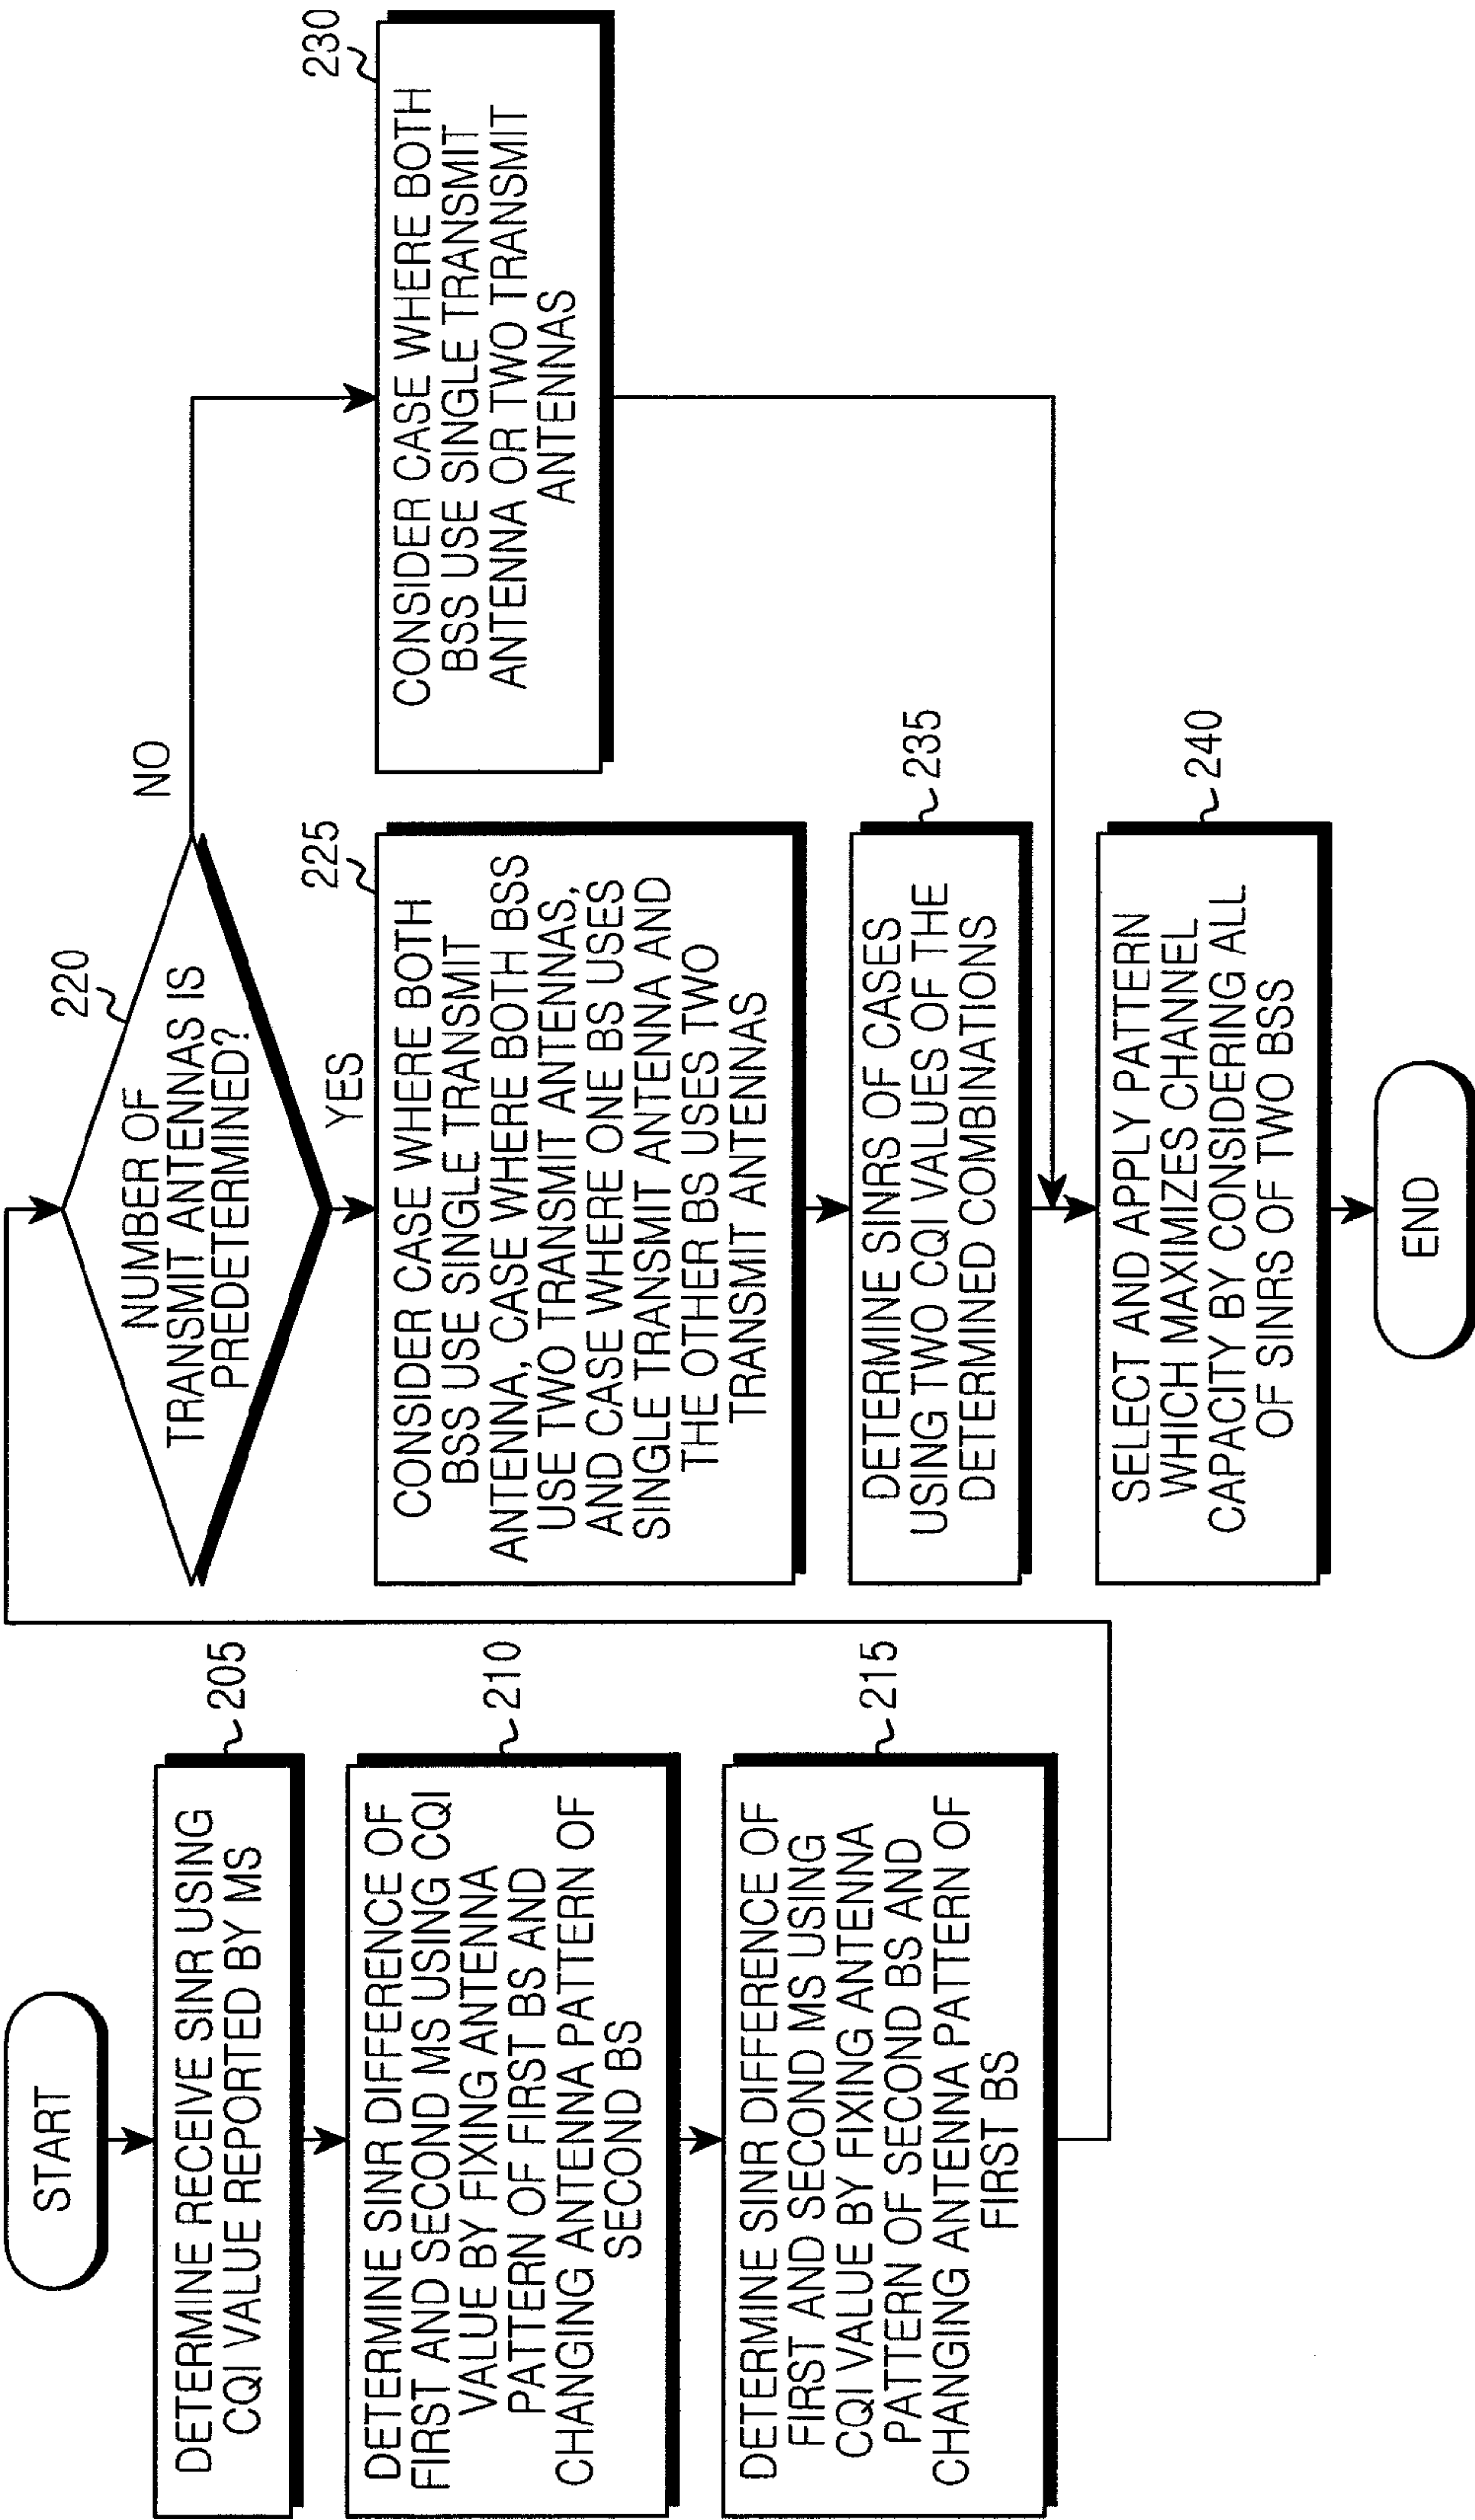 START
205
DETERMINE RECEIVE SINR USING
CQI VALUE REPORTED BY MS
210
DETERMINE SINR DIFFERENCE OF
FIRST AND SECOND MS USING CQI
VALUE BY FIXING ANTENNA
PATTERN OF FIRST BS AND
CHANGING ANTENNA PATTERN OF
SECOND BS
215
DETERMINE SINR DIFFERENCE OF
FIRST AND SECOND MS USING
CQI VALUE BY FIXING ANTENNA
PATTERN OF SECOND BS AND
CHANGING ANTENNA PATTERN OF
FIRST BS
220
NUMBER OF
TRANSMIT ANTENNAS IS
PREDETERMINED?
NO
YES
225
CONSIDER CASE WHERE BOTH
BSS USE SINGLE TRANSMIT
ANTENNA, CASE WHERE BOTH BSS
USE TWO TRANSMIT ANTENNAS,
AND CASE WHERE ONE BS USES
SINGLE TRANSMIT ANTENNA AND
THE OTHER BS USES TWO
TRANSMIT ANTENNAS
230
CONSIDER CASE WHERE BOTH
BSS USE SINGLE TRANSMIT
ANTENNA OR TWO TRANSMIT
ANTENNAS
235
DETERMINE SINRS OF CASES
USING TWO CQI VALUES OF THE
DETERMINED COMBINATIONS
240
SELECT AND APPLY PATTERN
WHICH MAXIMIZES CHANNEL
CAPACITY BY CONSIDERING ALL
OF SINRS OF TWO BSS
END